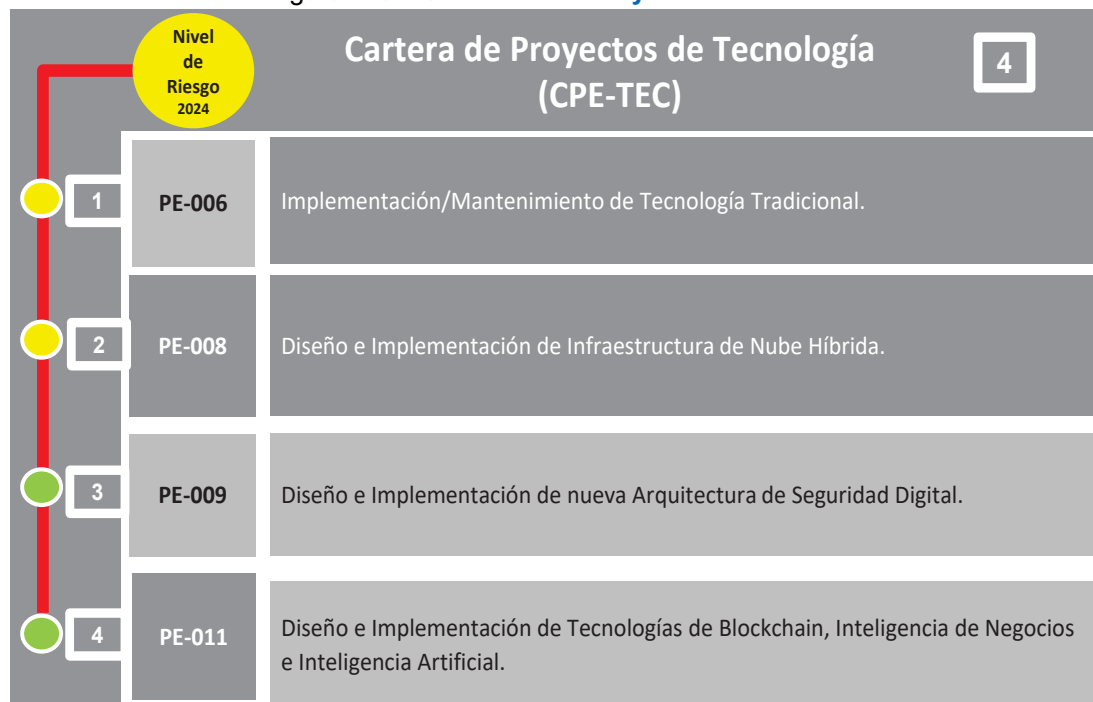 Nivel
de
Riesgo
2024
Cartera de Proyectos de Tecnología
(CPE-TEC)
4
1
PE-006
Implementación/Mantenimiento de Tecnología Tradicional.
2
PE-008
Diseño e Implementación de Infraestructura de Nube Híbrida.
3
PE-009
Diseño e Implementación de nueva Arquitectura de Seguridad Digital.
4
PE-011
Diseño e Implementación de Tecnologías de Blockchain, Inteligencia de Negocios
e Inteligencia Artificial.